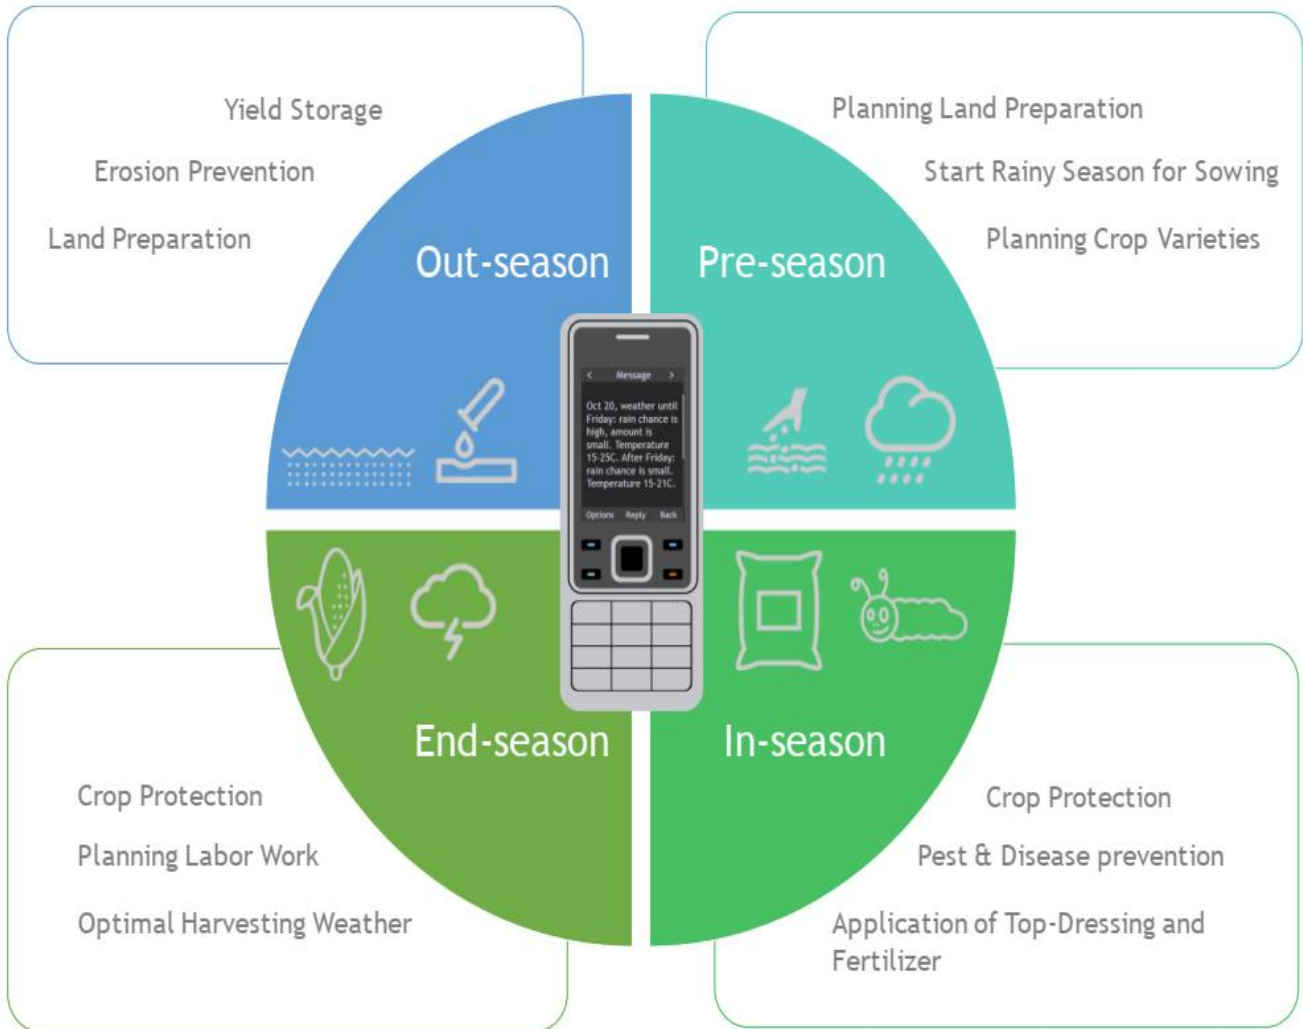 Yield Storage
Erosion Prevention
Land Preparation
Out-season
Planning Land Preparation
Start Rainy Season for Sowing
Planning Crop Varieties
Pre-season
< Message >
Oct 20, weather until
Friday: rain chance is
high, amount is
small. Temperature
15-25C. After Friday:
rain chance is small.
Temperature 15-21C.
Options Reply Back
End-season
Crop Protection
Planning Labor Work
Optimal Harvesting Weather
In-season
Crop Protection
Pest & Disease prevention
Application of Top-Dressing and
Fertilizer